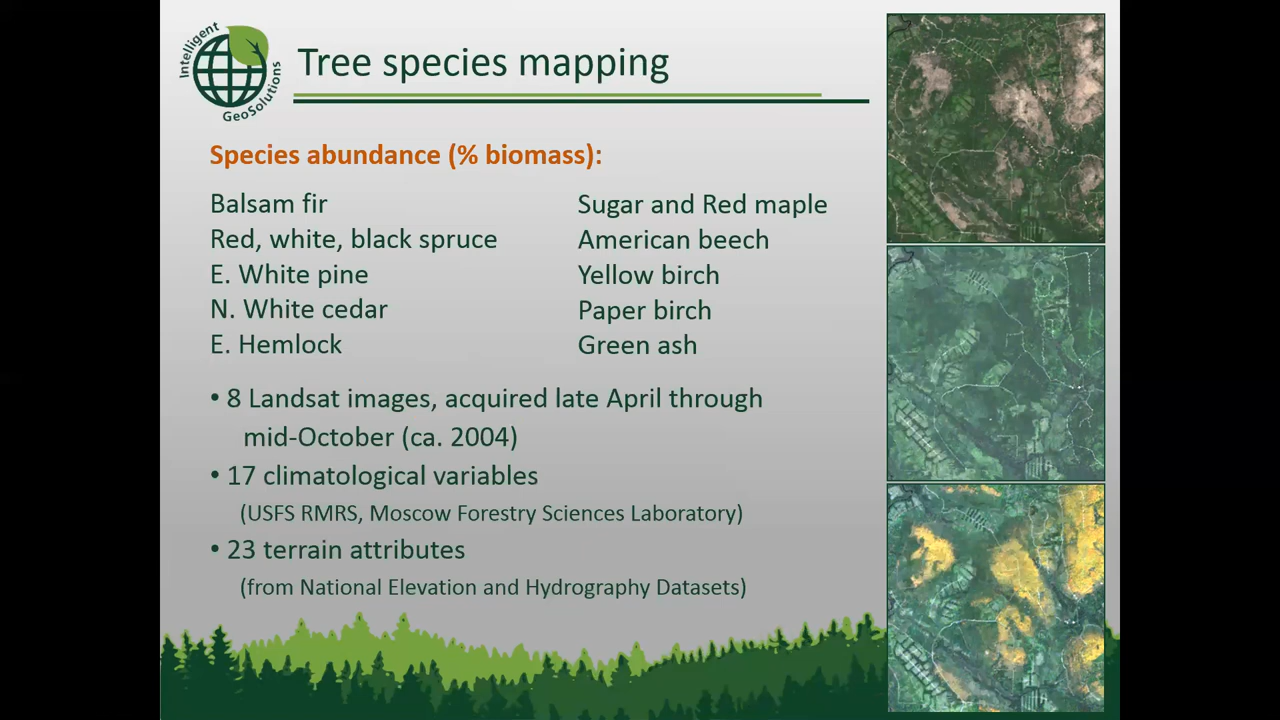 Intelligent
GeoSolutions
Tree species mapping
Species abundance (% biomass):
Balsam fir
Red, white, black spruce
E. White pine
N. White cedar
E. Hemlock
Sugar and Red maple
American beech
Yellow birch
Paper birch
Green ash
• 8 Landsat images, acquired late April through
mid-October (ca. 2004)
• 17 climatological variables
(USFS RMRS, Moscow Forestry Sciences Laboratory)
• 23 terrain attributes
(from National Elevation and Hydrography Datasets)